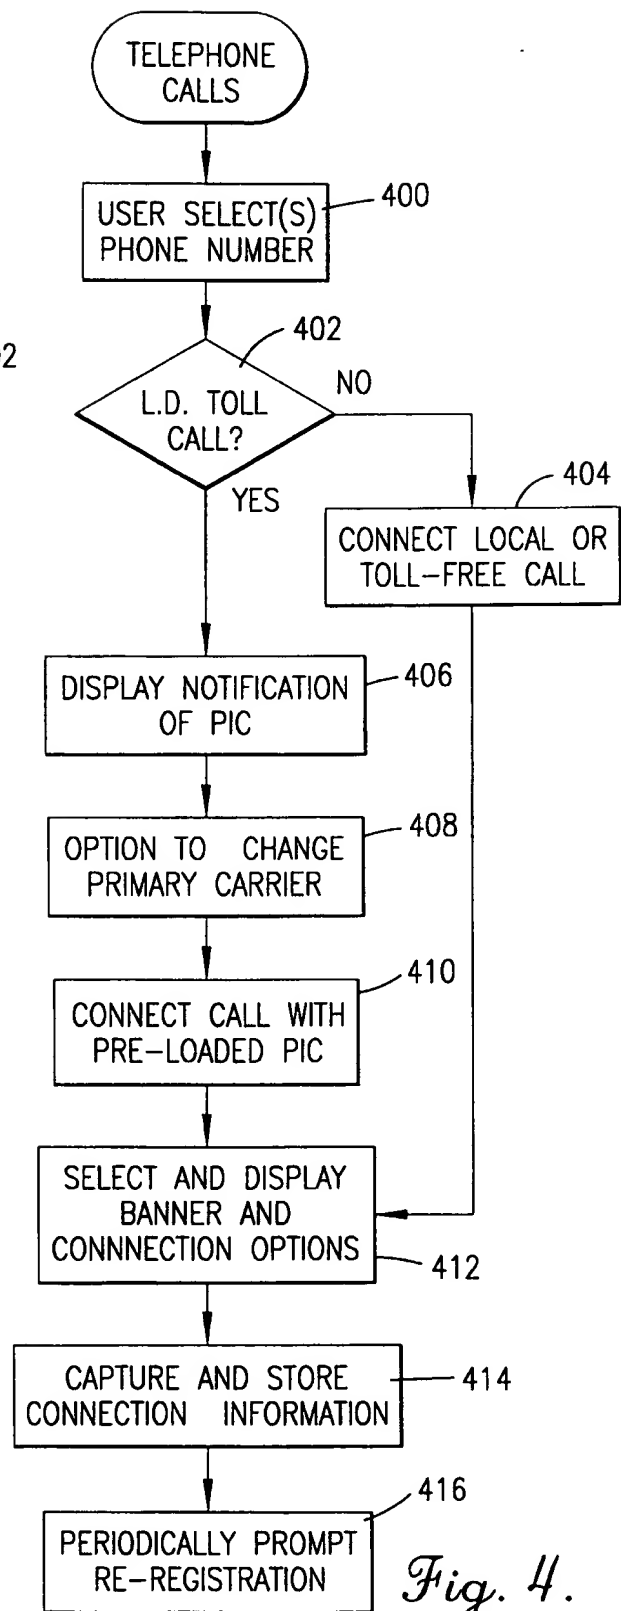 TELEPHONE
CALLS
USER SELECT(S)
PHONE NUMBER
400
402
L.D. TOLL
CALL?
NO
YES
404
CONNECT LOCAL OR
TOLL-FREE CALL
DISPLAY NOTIFICATION
OF PIC
406
OPTION TO CHANGE
PRIMARY CARRIER
408
CONNECT CALL WITH
PRE-LOADED PIC
410
SELECT AND DISPLAY
BANNER AND
CONNNECTION OPTIONS
412
CAPTURE AND STORE
CONNECTION INFORMATION
414
PERIODICALLY PROMPT
RE-REGISTRATION
416
Fig. 4.